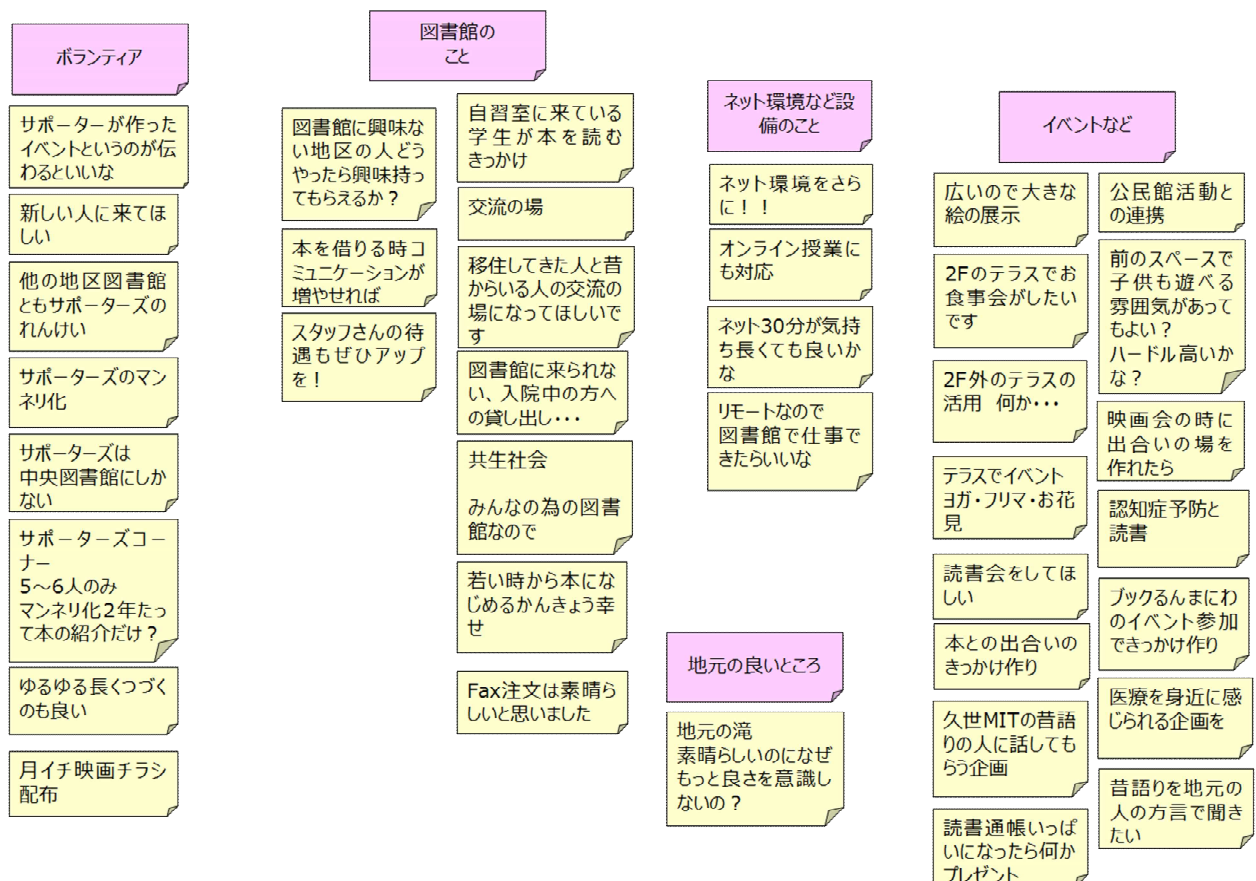 ボランティア
サポーターが作った
イベントというのが伝
わるといいな
新しい人に来てほ
しい
他の地区図書館
ともサポーターズの
れんけい
サポーターズのマン
ネリ化
サポーターズは
中央図書館にしか
ない
サポーターズコー
ナー
5～6人のみ
マンネリ化２年たっ
て本の紹介だけ？
ゆるゆる長くつづく
のも良い
月イチ映画チラシ
配布
図書館の
こと
図書館に興味な
い地区の人どう
やったら興味持っ
てもらえるか？
本を借りる時コ
ミュニケーションが
増やせれば
スタッフさんの待
遇もぜひアップ
を！
自習室に来ている
学生が本を読む
きっかけ
交流の場
移住してきた人と昔
からいる人の交流の
場になってほしいで
す
図書館に来られな
い、入院中の方へ
の貸し出し・・・
共生社会
みんなの為の図書
館なので
若い時から本にな
じめるかんきょう幸
せ
Fax注文は素晴ら
しいと思いました
ネット環境など設
備のこと
ネット環境をさら
に！！
オンライン授業に
も対応
ネット30分が気持
ち長くても良いか
な
リモートなので
図書館で仕事で
きたらいいな
地元の良いところ
地元の滝
素晴らしいのになぜ
もっと良さを意識し
ないの？
イベントなど
広いので大きな
絵の展示
2Fのテラスでお
食事会がしたい
です
2F外のテラスの
活用　何か・・・
テラスでイベント
ヨガ・フリマ・お花
見
読書会をしてほ
しい
本との出合いの
きっかけ作り
久世MITの昔語
りの人に話しても
らう企画
読書通帳いっぱ
いになったら何か
プレゼント
公民館活動と
の連携
前のスペースで
子供も遊べる
雰囲気があって
もよい？
ハードル高いか
な？
映画会の時に
出合いの場を
作れたら
認知症予防と
読書
ブックるんまにわ
のイベント参加
できっかけ作り
医療を身近に感
じられる企画を
昔語りを地元の
人の方言で聞き
たい